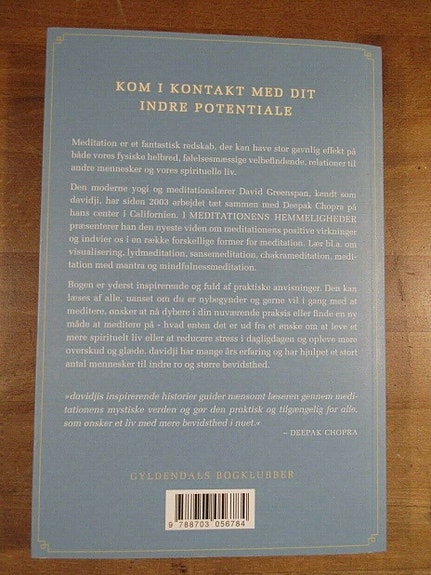 KOM I KONTAKT MED DIT
INDRE POTENTIALE
Meditation er et fantastisk redskab, der kan have stor gavnlig effekt på
både vores fysiske helbred, følelsesmæssige velbefindende, relationer til
andre mennesker og vores spirituelle liv.
Den moderne yogi og meditationslærer David Greenspan, kendt som
davidji, har siden 2003 arbejdet tæt sammen med Deepak Chopra på
hans center i Californien. I MEDITATIONENS HEMMELIGHEDER
præsenterer han den nyeste viden om meditationens positive virkninger
og indvier os i en række forskellige former for meditation. Lær bl.a. om
visualisering, lydmeditation, sansemeditation, chakrameditation, medi-
tation med mantra og mindfulnessmeditation.
Bogen er yderst inspirerende og fuld af praktiske anvisninger. Den kan
læses af alle, uanset om du er nybegynder og gerne vil i gang med at
meditere, ønsker at nå dybere i din nuværende praksis eller finde en ny
måde at meditere på - hvad enten det er ud fra et ønske om at leve et
mere spirituelt liv eller at reducere stress i dagligdagen og opleve mere
overskud og glæde. davidji har mange års erfaring og har hjulpet et stort
antal mennesker til indre ro og større bevidsthed.
»davidjis inspirerende historier guider nænsomt læseren gennem medi-
tationens mystiske verden og gør den praktisk og tilgængelig for alle,
som ønsker et liv med mere bevidsthed i nuet.«
– DEEPAK CHOPRA
GYLDENDALS BOGKLUBBER
9 788703 056784